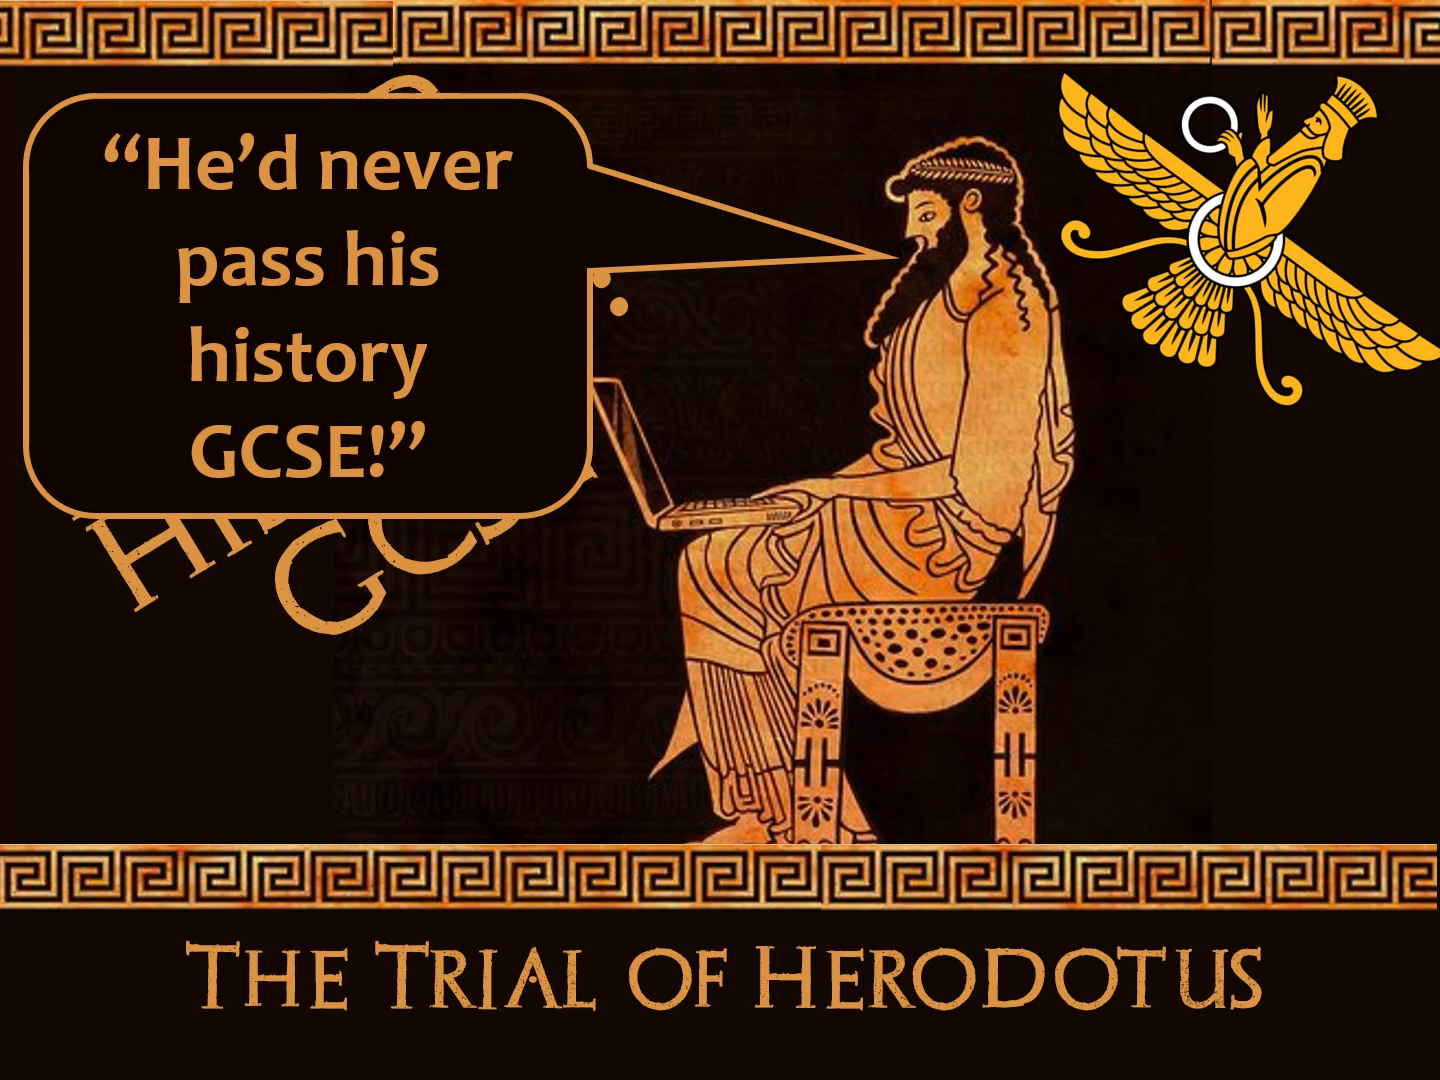 “He’d never
pass his
history
GCSE!”
THE TRIAL OF HERODOTUS